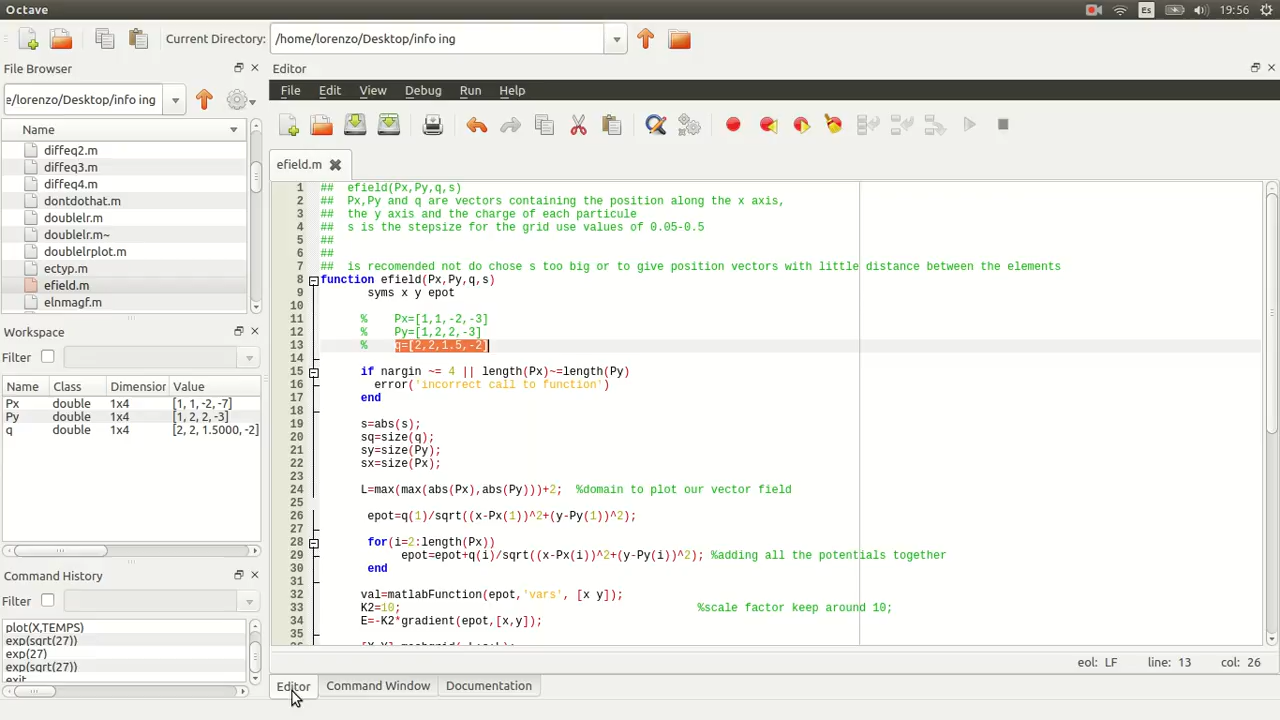 Octave
Es
19:56
Current Directory:
/home/lorenzo/Desktop/info ing
File Browser
e/lorenzo/Desktop/info ing
Name
diffeq2.m
diffeq3.m
diffeq4.m
dontdothat.m
doublelr.m
doublelr.m~
doublelrplot.m
ectyp.m
efield.m
elnmagf.m
Workspace
Filter
Name Class Dimension Value
Px double 1x4 [1, 1, -2, -7]
Py double 1x4 [1, 2, 2, -3]
q double 1x4 [2, 2, 1.5000, -2]
Command History
Filter
plot(X,TEMPS)
exp(sqrt(27))
exp(27)
exp(sqrt(27))
exit
Editor
File Edit View Debug Run Help
efield.m
1 ## efield(Px,Py,q,s)
2 ## Px,Py and q are vectors containing the position along the x axis,
3 ## the y axis and the charge of each particule
4 ## s is the stepsize for the grid use values of 0.05-0.5
5 ##
6 ##
7 ## is recomended not do chose s too big or to give position vectors with little distance between the elements
8 function efield(Px,Py,q,s)
9 syms x y epot
10
11 % Px=[1,1,-2,-3]
12 % Py=[1,2,2,-3]
13 % q=[2,2,1.5,-2]
14
15 if nargin ~= 4 || length(Px)~=length(Py)
16 error('incorrect call to function')
17 end
18
19 s=abs(s);
20 sq=size(q);
21 sy=size(Py);
22 sx=size(Px);
23
24 L=max(max(abs(Px),abs(Py)))+2; %domain to plot our vector field
25
26 epot=q(1)/sqrt((x-Px(1))^2+(y-Py(1))^2);
27
28 for(i=2:length(Px))
29 epot=epot+q(i)/sqrt((x-Px(i))^2+(y-Py(i))^2); %adding all the potentials together
30 end
31
32 val=matlabFunction(epot,'vars', [x y]);
33 K2=10; %scale factor keep around 10;
34 E=-K2*gradient(epot,[x,y]);
35
eol: LF line: 13 col: 26
Editor Command Window Documentation